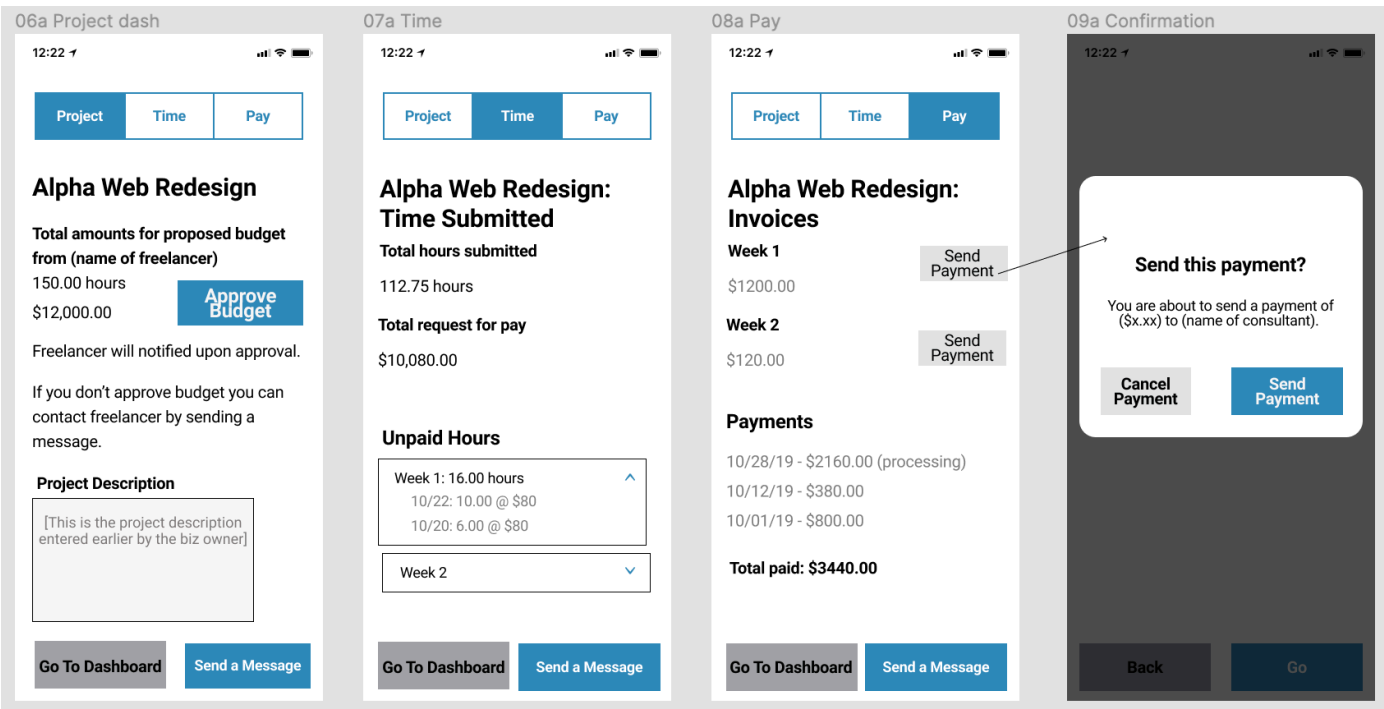 06a Project dash
12:22
Project
Time
Pay
Alpha Web Redesign
Total amounts for proposed budget
from (name of freelancer)
150.00 hours
$12,000.00
Approve
Budget
Freelancer will notified upon approval.
If you don't approve budget you can
contact freelancer by sending a
message.
Project Description
[This is the project description
entered earlier by the biz owner]
Go To Dashboard
Send a Message
07a Time
12:22
Project
Time
Pay
Alpha Web Redesign:
Time Submitted
Total hours submitted
112.75 hours
Total request for pay
$10,080.00
Unpaid Hours
Week 1: 16.00 hours
10/22: 10.00 @ $80
10/20: 6.00 @ $80
Week 2
Go To Dashboard
Send a Message
08a Pay
12:22
Project
Time
Pay
Alpha Web Redesign:
Invoices
Week 1
$1200.00
Send
Payment
Week 2
$120.00
Send
Payment
Payments
10/28/19 - $2160.00 (processing)
10/12/19 - $380.00
10/01/19 - $800.00
Total paid: $3440.00
Go To Dashboard
Send a Message
09a Confirmation
12:22
Send this payment?
You are about to send a payment of
($x.xx) to (name of consultant).
Cancel
Payment
Send
Payment
Back
Go